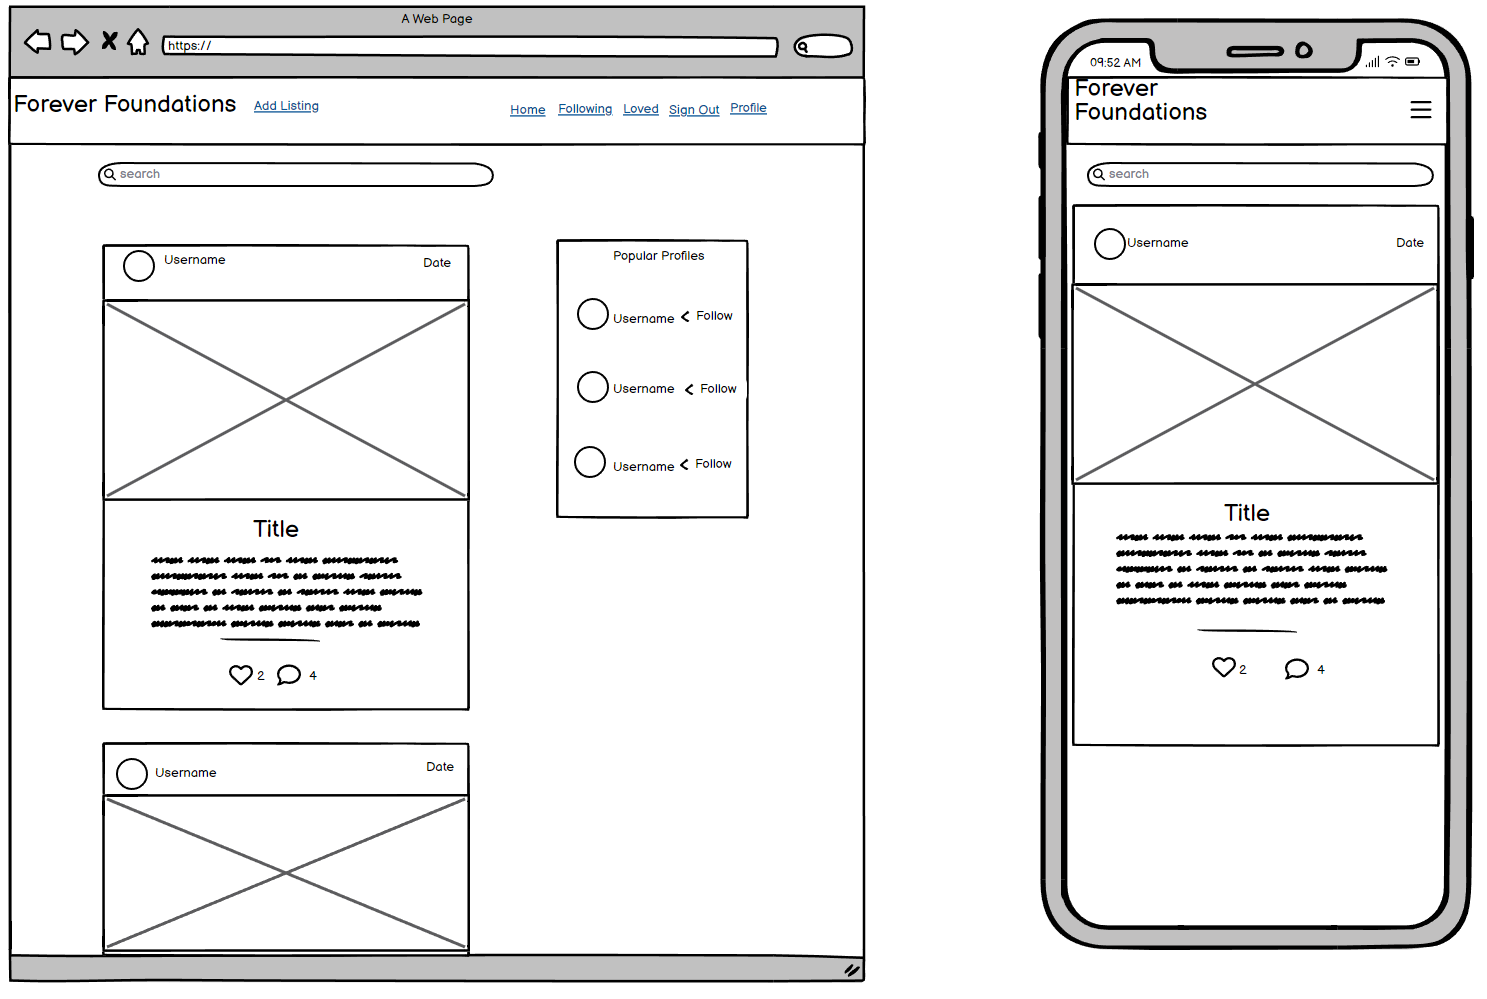 A Web Page
https://
Forever Foundations Add Listing Home Following Loved Sign Out Profile
search
Username Date
Title
2 4
Username Date
Popular Profiles
Username Follow
Username Follow
Username Follow
09:52 AM
Forever
Foundations
search
Username Date
Title
2 4